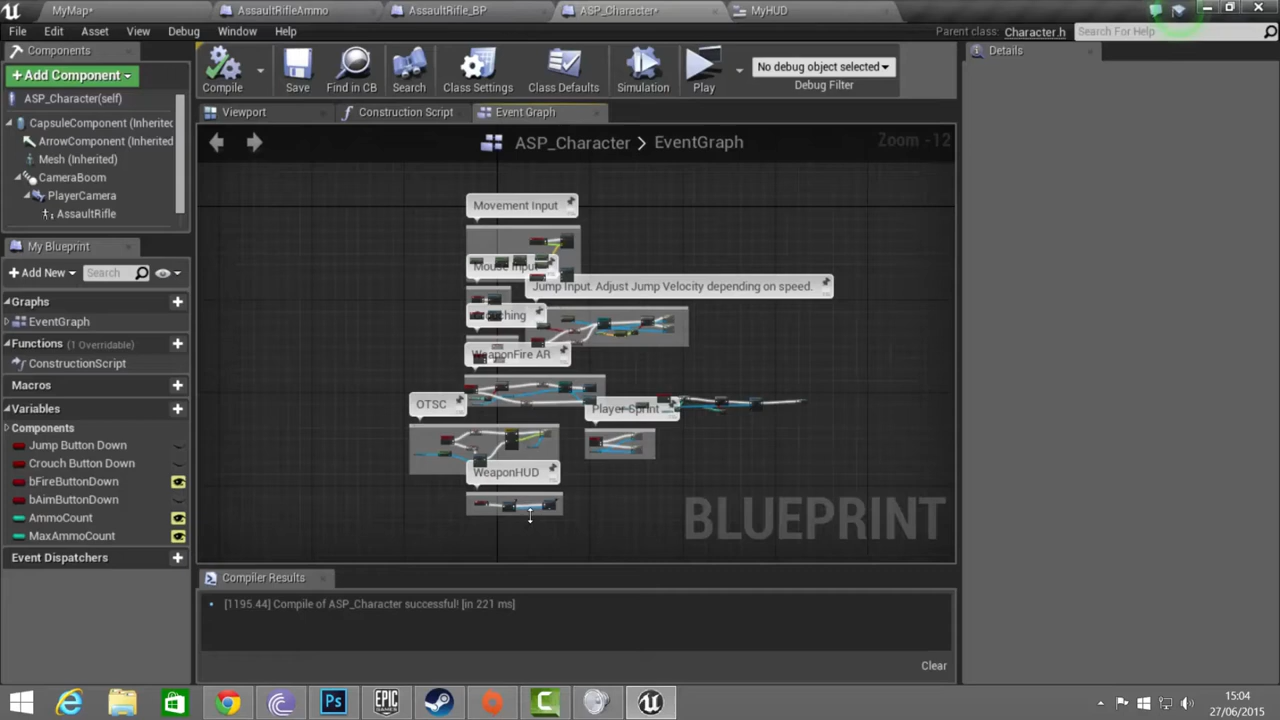 MyMap*
AssaultRifleAmmo
AssaultRifle_BP
ASP_Character*
MyHUD
File
Edit
Asset
View
Debug
Window
Help
Parent class:
Character.h
Search For Help
Components
Add Component
Compile
Save
Find in CB
Search
Class Settings
Class Defaults
Simulation
Play
No debug object selected
Debug Filter
Details
ASP_Character(self)
CapsuleComponent (Inherited
ArrowComponent (Inherited
Mesh (Inherited)
CameraBoom
PlayerCamera
AssaultRifle
Viewport
Construction Script
Event Graph
ASP_Character > EventGraph
Zoom -12
My Blueprint
Add New
Search
Graphs
EventGraph
Functions (1 Overridable)
ConstructionScript
Macros
Variables
Components
Jump Button Down
Crouch Button Down
bFireButtonDown
bAimButtonDown
AmmoCount
MaxAmmoCount
Event Dispatchers
Movement Input
Mouse Input
Jump Input. Adjust Jump Velocity depending on speed.
WeaponFire AR
OTSC
Player Sprint
WeaponHUD
BLUEPRINT
Compiler Results
[1195.44] Compile of ASP_Character successful! [in 221 ms]
Clear
Ps
EPIC
GAMES
15:04
27/06/2015